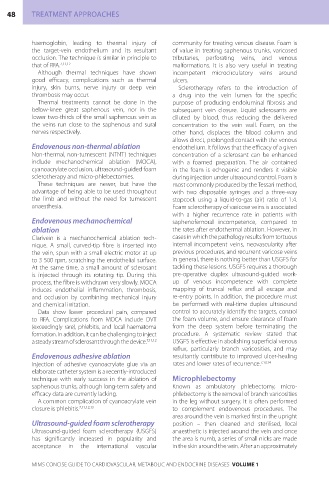 48 TREATMENT APPROACHES
haemoglobin, leading to thermal injury of
the target-vein endothelium and its resultant
occlusion. The technique is similar in principle to
that of RFA.
Although thermal techniques have shown
good efficacy, complications such as thermal
injury, skin burns, nerve injury or deep vein
thrombosis may occur.
Thermal treatments cannot be done in the
below-knee great saphenous vein, nor in the
lower two-thirds of the small saphenous vein as
the veins run close to the saphenous and sural
nerves respectively.
Endovenous non-thermal ablation
Non-thermal, non-tumescent (NTNT) techniques
include mechanochemical ablation (MOCA),
cyanoacrylate occlusion, ultrasound-guided foam
sclerotherapy and micro-phlebectomies.
These techniques are newer, but have the
advantage of being able to be used throughout
the limb and without the need for tumescent
anaesthesia.
Endovenous mechanochemical
ablation
Clarivein is a mechanochemical ablation tech-
nique. A small, curved-tip fibre is inserted into
the vein, spun with a small electric motor at up
to 3 500 rpm, scratching the endothelial surface.
At the same time, a small amount of sclerosant
is injected through its rotating tip. During this
process, the fibre is withdrawn very slowly. MOCA
induces endothelial inflammation, thrombosis,
and occlusion by combining mechanical injury
and chemical irritation.
Data show lower procedural pain, compared
to RFA. Complications from MOCA include DVT
(exceedingly rare), phlebitis, and local haematoma
formation. In addition, it can be challenging to inject
a steady stream of sclerosant through the device.
Endovenous adhesive ablation
Injection of adhesive cyanoacrylate glue via an
elaborate catheter system is a recently-introduced
technique with early success in the ablation of
saphenous trunks, although long-term safety and
efficacy data are currently lacking.
A common complication of cyanoacrylate vein
closure is phlebitis.
Ultrasound-guided foam sclerotherapy
Ultrasound-guided foam sclerotherapy (USGFS)
has significantly increased in popularity and
acceptance in the international vascular
community for treating venous disease. Foam is
of value in treating saphenous trunks, varicosed
tributaries, perforating veins, and venous
malformations. It is also very useful in treating
incompetent microcirculatory veins around
ulcers.
Sclerotherapy refers to the introduction of
a drug into the vein lumen for the specific
purpose of producing endoluminal fibrosis and
subsequent vein closure. Liquid sclerosants are
diluted by blood, thus reducing the delivered
concentration to the vein wall. Foam, on the
other hand, displaces the blood column and
allows direct, prolonged contact with the venous
endothelium. It follows that the efficacy of a given
concentration of a sclerosant can be enhanced
with a foamed preparation. The air contained
in the foam is echogenic and renders it visible
during injection under ultrasound control. Foam is
most commonly produced by the Tessari method,
with two disposable syringes and a three-way
stopcock using a liquid-to-gas (air) ratio of 1:4.
Foam sclerotherapy of varicose veins is associated
with a higher recurrence rate in patients with
saphenofemoral incompetence, compared to
the rates after endothermal ablation. However, in
cases in which the pathology results from tortuous
internal incompetent veins, neovascularity after
previous procedures, and recurrent varicose veins
in general, there is nothing better than USGFS for
tackling these lesions. USGFS requires a thorough
pre-operative duplex ultrasound-guided work-
up of venous incompetence with complete
mapping of truncal reflux and all escape and
re-entry points. In addition, the procedure must
be performed with real-time duplex ultrasound
control to accurately identify the targets, control
the foam volume, and ensure clearance of foam
from the deep system before terminating the
procedure. A systematic review stated that
USGFS is effective in abolishing superficial venous
reflux, particularly branch varicosities, and may
resultantly contribute to improved ulcer-healing
rates and lower rates of recurrence.
Microphlebectomy
Known as ambulatory phlebectomy, micro-
phlebectomy is the removal of branch varicosities
in the leg without surgery. It is often performed
to complement endovenous procedures. The
area around the vein is marked first in the upright
position – then cleaned and sterilised, local
anaesthetic is injected around the vein and once
the area is numb, a series of small nicks are made
in the skin around the vein. After an approximately
MIMS CONCISE GUIDE TO CARDIOVASCULAR, METABOLIC AND ENDOCRINE DISEASES VOLUME 1